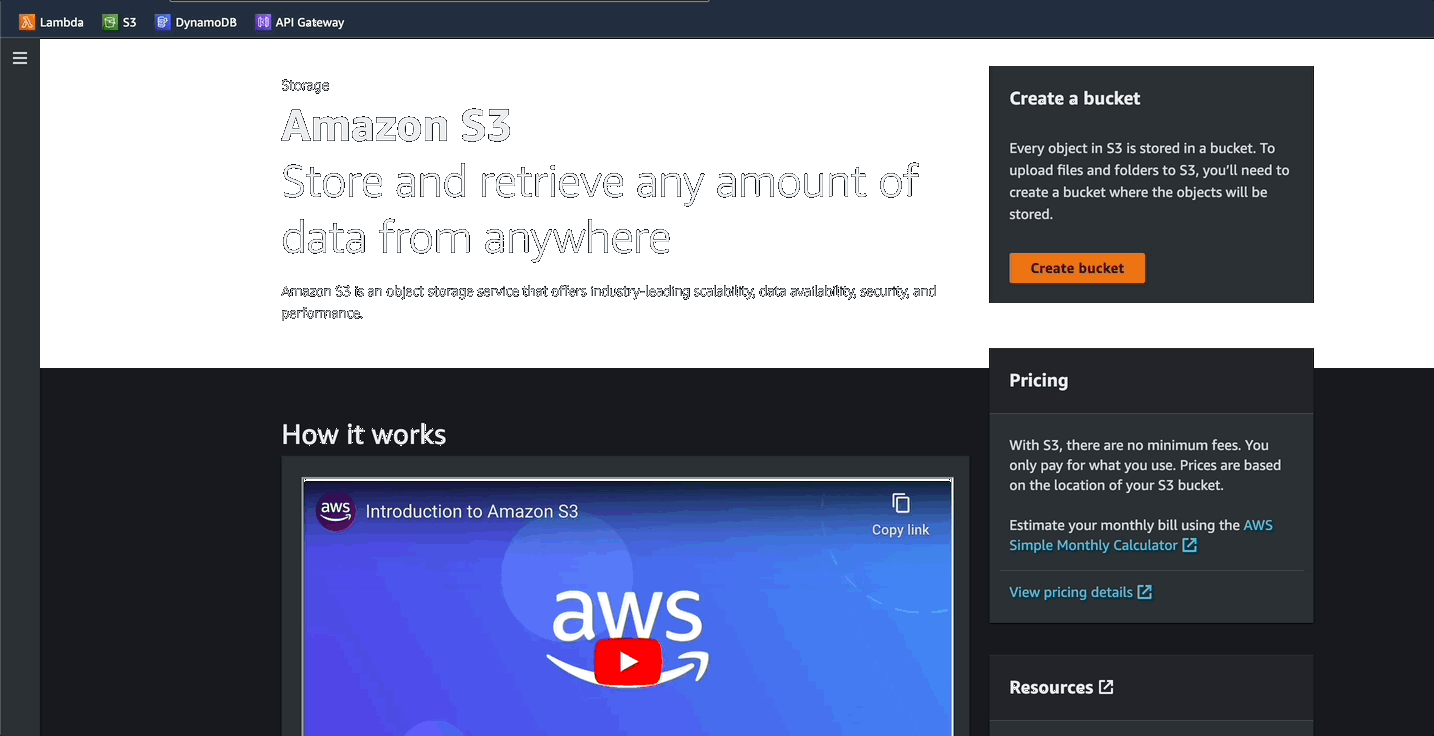 Lambda S3 DynamoDB API Gateway
Storage
Amazon S3
Store and retrieve any amount of
data from anywhere
Amazon S3 is an object storage service that offers industry-leading scalability, data availability, security, and
performance.
Create a bucket
Every object in S3 is stored in a bucket. To
upload files and folders to S3, you'll need to
create a bucket where the objects will be
stored.
Create bucket
How it works
aws Introduction to Amazon S3
Copy link
aws
Pricing
With S3, there are no minimum fees. You
only pay for what you use. Prices are based
on the location of your S3 bucket.
Estimate your monthly bill using the AWS
Simple Monthly Calculator
View pricing details
Resources